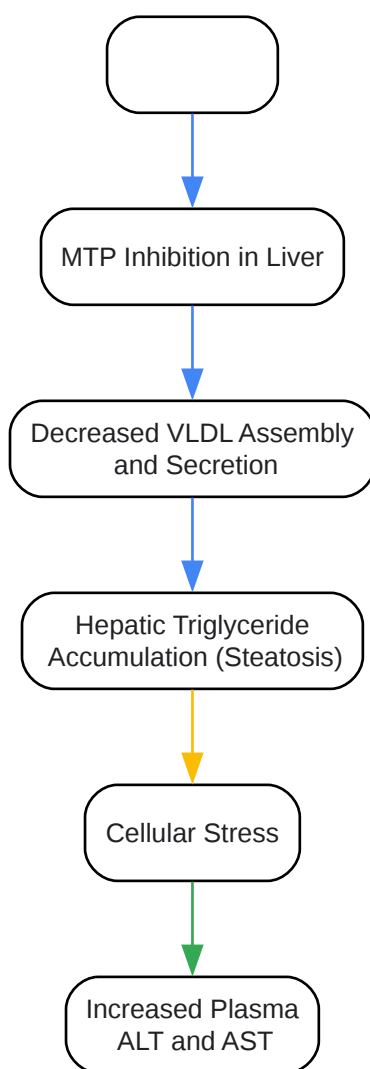 MTP Inhibition in Liver
Decreased VLDL Assembly
and Secretion
Hepatic Triglyceride
Accumulation (Steatosis)
Cellular Stress
Increased Plasma
ALT and AST